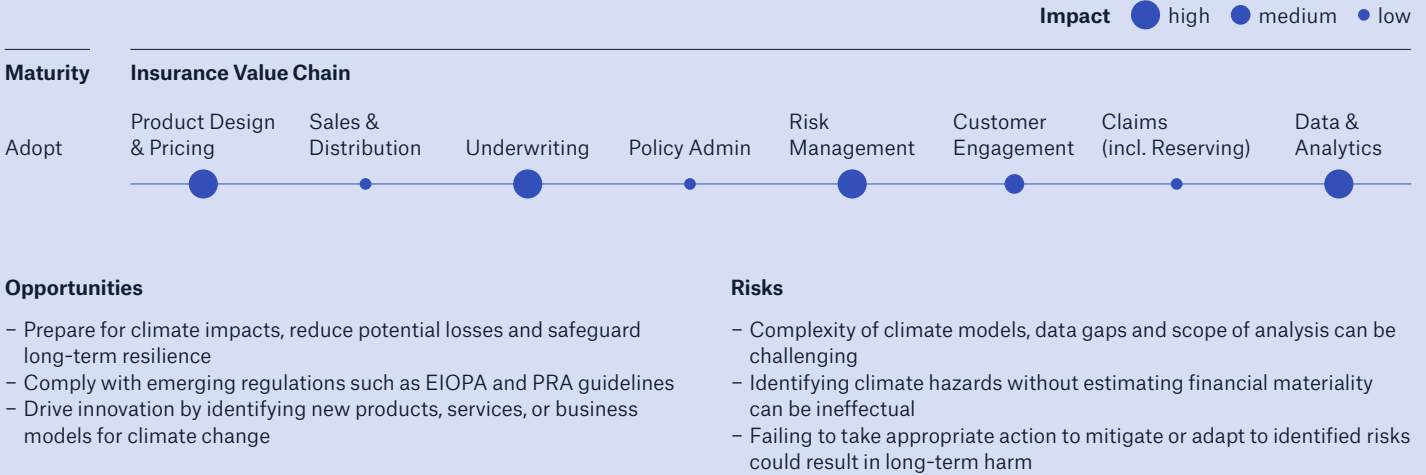 Impact high medium low
Maturity Insurance Value Chain
Product Design Sales & Risk Customer Claims Data &
Adopt & Pricing Distribution Underwriting Policy Admin Management Engagement (incl. Reserving) Analytics
Opportunities
– Prepare for climate impacts, reduce potential losses and safeguard
long-term resilience
– Comply with emerging regulations such as EIOPA and PRA guidelines
– Drive innovation by identifying new products, services, or business
models for climate change
Risks
– Complexity of climate models, data gaps and scope of analysis can be
challenging
– Identifying climate hazards without estimating financial materiality
can be ineffectual
– Failing to take appropriate action to mitigate or adapt to identified risks
could result in long-term harm